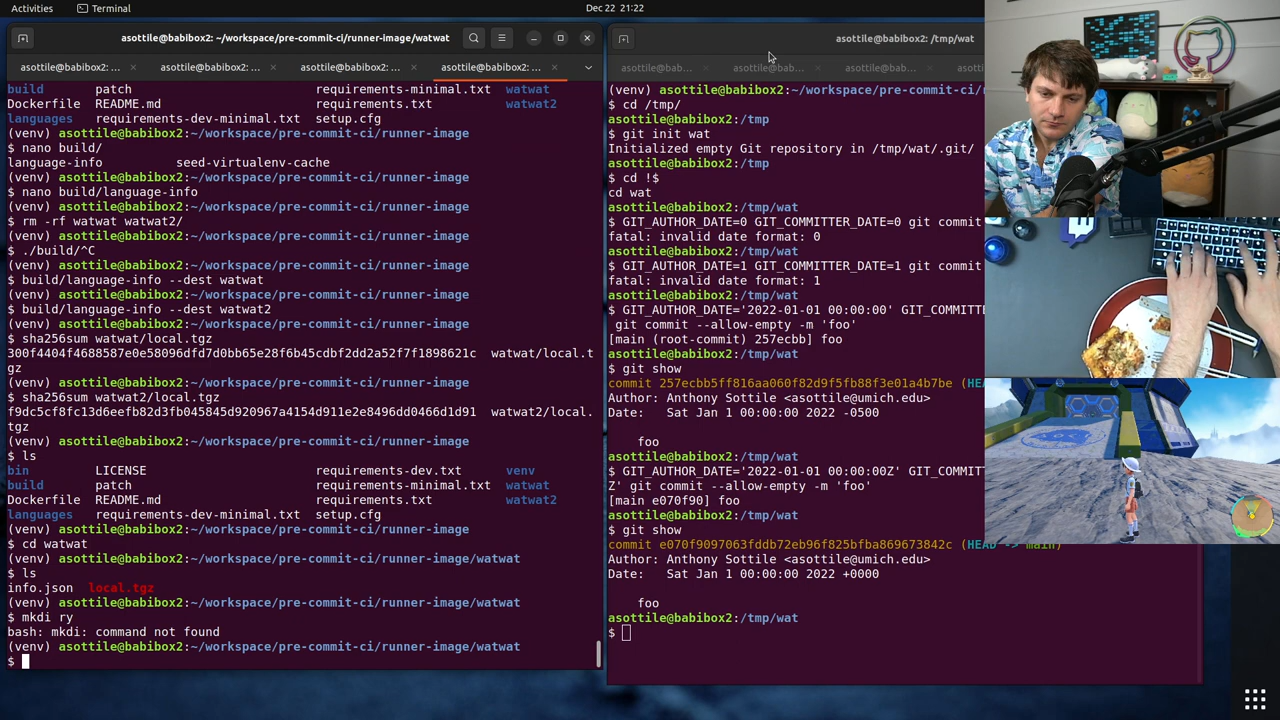 Activities
Terminal
Dec 22 21:22
asottile@babibox2: ~/workspace/pre-commit-ci/runner-image/watwat
asottile@babibox2: ...
asottile@babibox2: ...
asottile@babibox2: ...
asottile@babibox2: ...
build patch requirements-minimal.txt watwat
Dockerfile README.md requirements.txt watwat2
languages requirements-dev-minimal.txt setup.cfg
(venv) asottile@babibox2:~/workspace/pre-commit-ci/runner-image
$ nano build/
language-info seed-virtualenv-cache
(venv) asottile@babibox2:~/workspace/pre-commit-ci/runner-image
$ nano build/language-info
(venv) asottile@babibox2:~/workspace/pre-commit-ci/runner-image
$ rm -rf watwat watwat2/
(venv) asottile@babibox2:~/workspace/pre-commit-ci/runner-image
$ ./build/^C
(venv) asottile@babibox2:~/workspace/pre-commit-ci/runner-image
$ build/language-info --dest watwat
(venv) asottile@babibox2:~/workspace/pre-commit-ci/runner-image
$ build/language-info --dest watwat2
(venv) asottile@babibox2:~/workspace/pre-commit-ci/runner-image
$ sha256sum watwat/local.tgz
300f4404f4688587e0e58096dfd7d0bb65e28f6b45cdbf2dd2a52f7f1898621c watwat/local.t
gz
(venv) asottile@babibox2:~/workspace/pre-commit-ci/runner-image
$ sha256sum watwat2/local.tgz
f9dc5cf8fc13d6eefb82d3fb045845d920967a4154d911e2e8496dd0466d1d91 watwat2/local.
tgz
(venv) asottile@babibox2:~/workspace/pre-commit-ci/runner-image
$ ls
bin LICENSE requirements-dev.txt venv
build patch requirements-minimal.txt watwat
Dockerfile README.md requirements.txt watwat2
languages requirements-dev-minimal.txt setup.cfg
(venv) asottile@babibox2:~/workspace/pre-commit-ci/runner-image
$ cd watwat
(venv) asottile@babibox2:~/workspace/pre-commit-ci/runner-image/watwat
$ ls
info.json local.tgz
(venv) asottile@babibox2:~/workspace/pre-commit-ci/runner-image/watwat
$ mkdi ry
bash: mkdi: command not found
(venv) asottile@babibox2:~/workspace/pre-commit-ci/runner-image/watwat
$
asottile@babibox2: /tmp/wat
asottile@bab...
asottile@bab...
asottile@bab...
asotti
(venv) asottile@babibox2:~/workspace/pre-commit-ci/r
$ cd /tmp/
asottile@babibox2:/tmp
$ git init wat
Initialized empty Git repository in /tmp/wat/.git/
asottile@babibox2:/tmp
$ cd !$
cd wat
asottile@babibox2:/tmp/wat
$ GIT_AUTHOR_DATE=0 GIT_COMMITTER_DATE=0 git commit
fatal: invalid date format: 0
asottile@babibox2:/tmp/wat
$ GIT_AUTHOR_DATE=1 GIT_COMMITTER_DATE=1 git commit
fatal: invalid date format: 1
asottile@babibox2:/tmp/wat
$ GIT_AUTHOR_DATE='2022-01-01 00:00:00' GIT_COMMITTE
git commit --allow-empty -m 'foo'
[main (root-commit) 257ecbb] foo
asottile@babibox2:/tmp/wat
$ git show
commit 257ecbb5ff816aa060f82d9f5fb88f3e01a4b7be (HEA
Author: Anthony Sottile <asottile@umich.edu>
Date: Sat Jan 1 00:00:00 2022 -0500
foo
asottile@babibox2:/tmp/wat
$ GIT_AUTHOR_DATE='2022-01-01 00:00:00Z' GIT_COMMITT
Z' git commit --allow-empty -m 'foo'
[main e070f90] foo
asottile@babibox2:/tmp/wat
$ git show
commit e070f9097063fddb72eb96f825bfba869673842c (HEAD -> main)
Author: Anthony Sottile <asottile@umich.edu>
Date: Sat Jan 1 00:00:00 2022 +0000
foo
asottile@babibox2:/tmp/wat
$